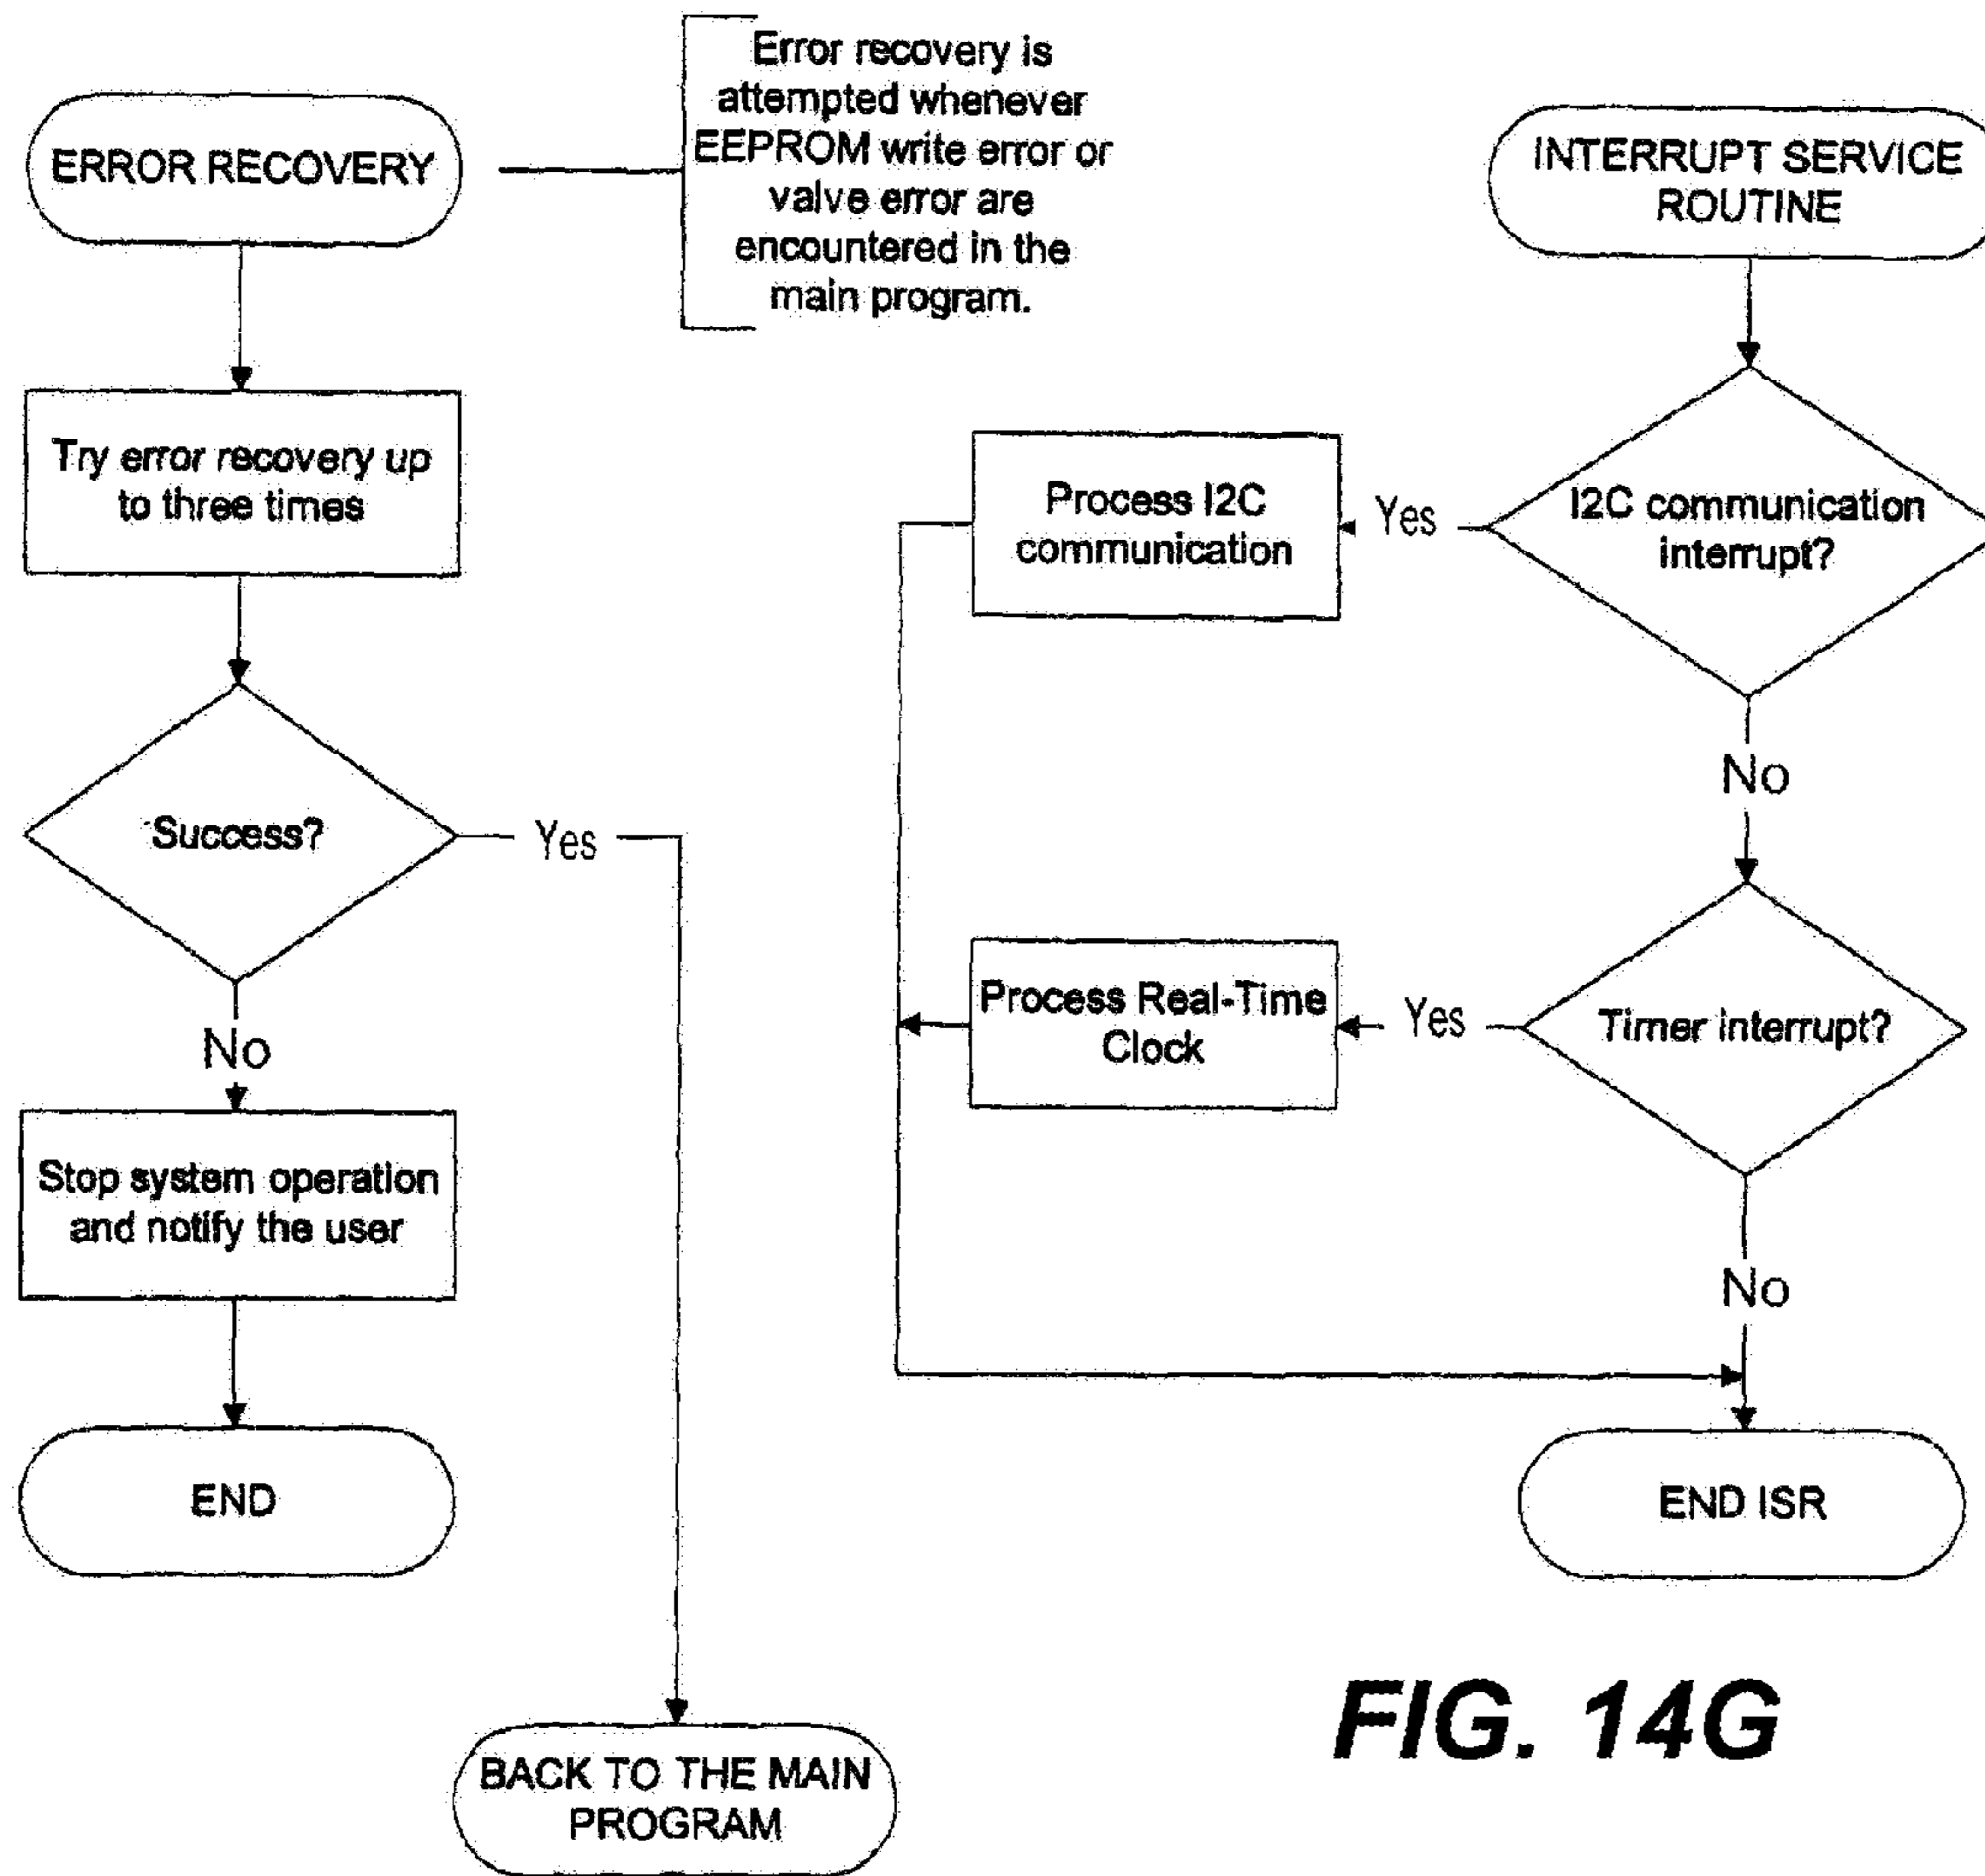 ERROR RECOVERY
Error recovery is
attempted whenever
EEPROM write error or
valve error are
encountered in the
main program.
Try error recovery up
to three times
Success?
Yes
No
Stop system operation
and notify the user
END
BACK TO THE MAIN
PROGRAM
INTERRUPT SERVICE
ROUTINE
I2C communication
interrupt?
Yes
Process I2C
communication
No
Timer interrupt?
Yes
Process Real-Time
Clock
No
END ISR
FIG. 14G